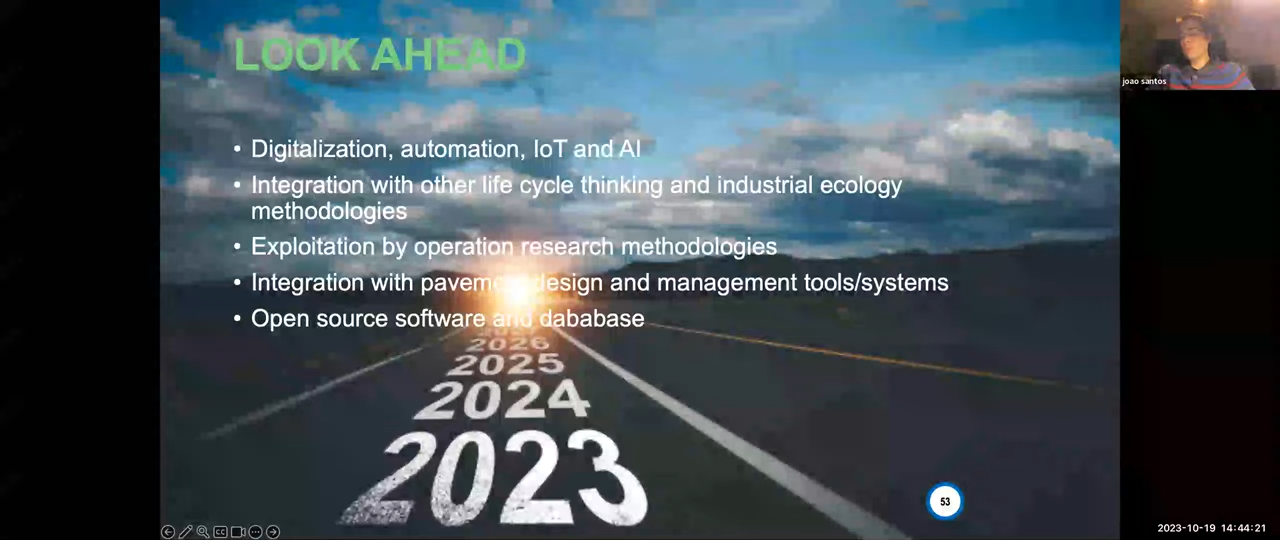 LOOK AHEAD
joao santos
• Digitalization, automation, IoT and AI
• Integration with other life cycle thinking and industrial ecology
methodologies
• Exploitation by operation research methodologies
• Integration with pavement design and management tools/systems
• Open source software and dababase
2026
2025
2024
2023
53
CC
2023-10-19 14:44:21